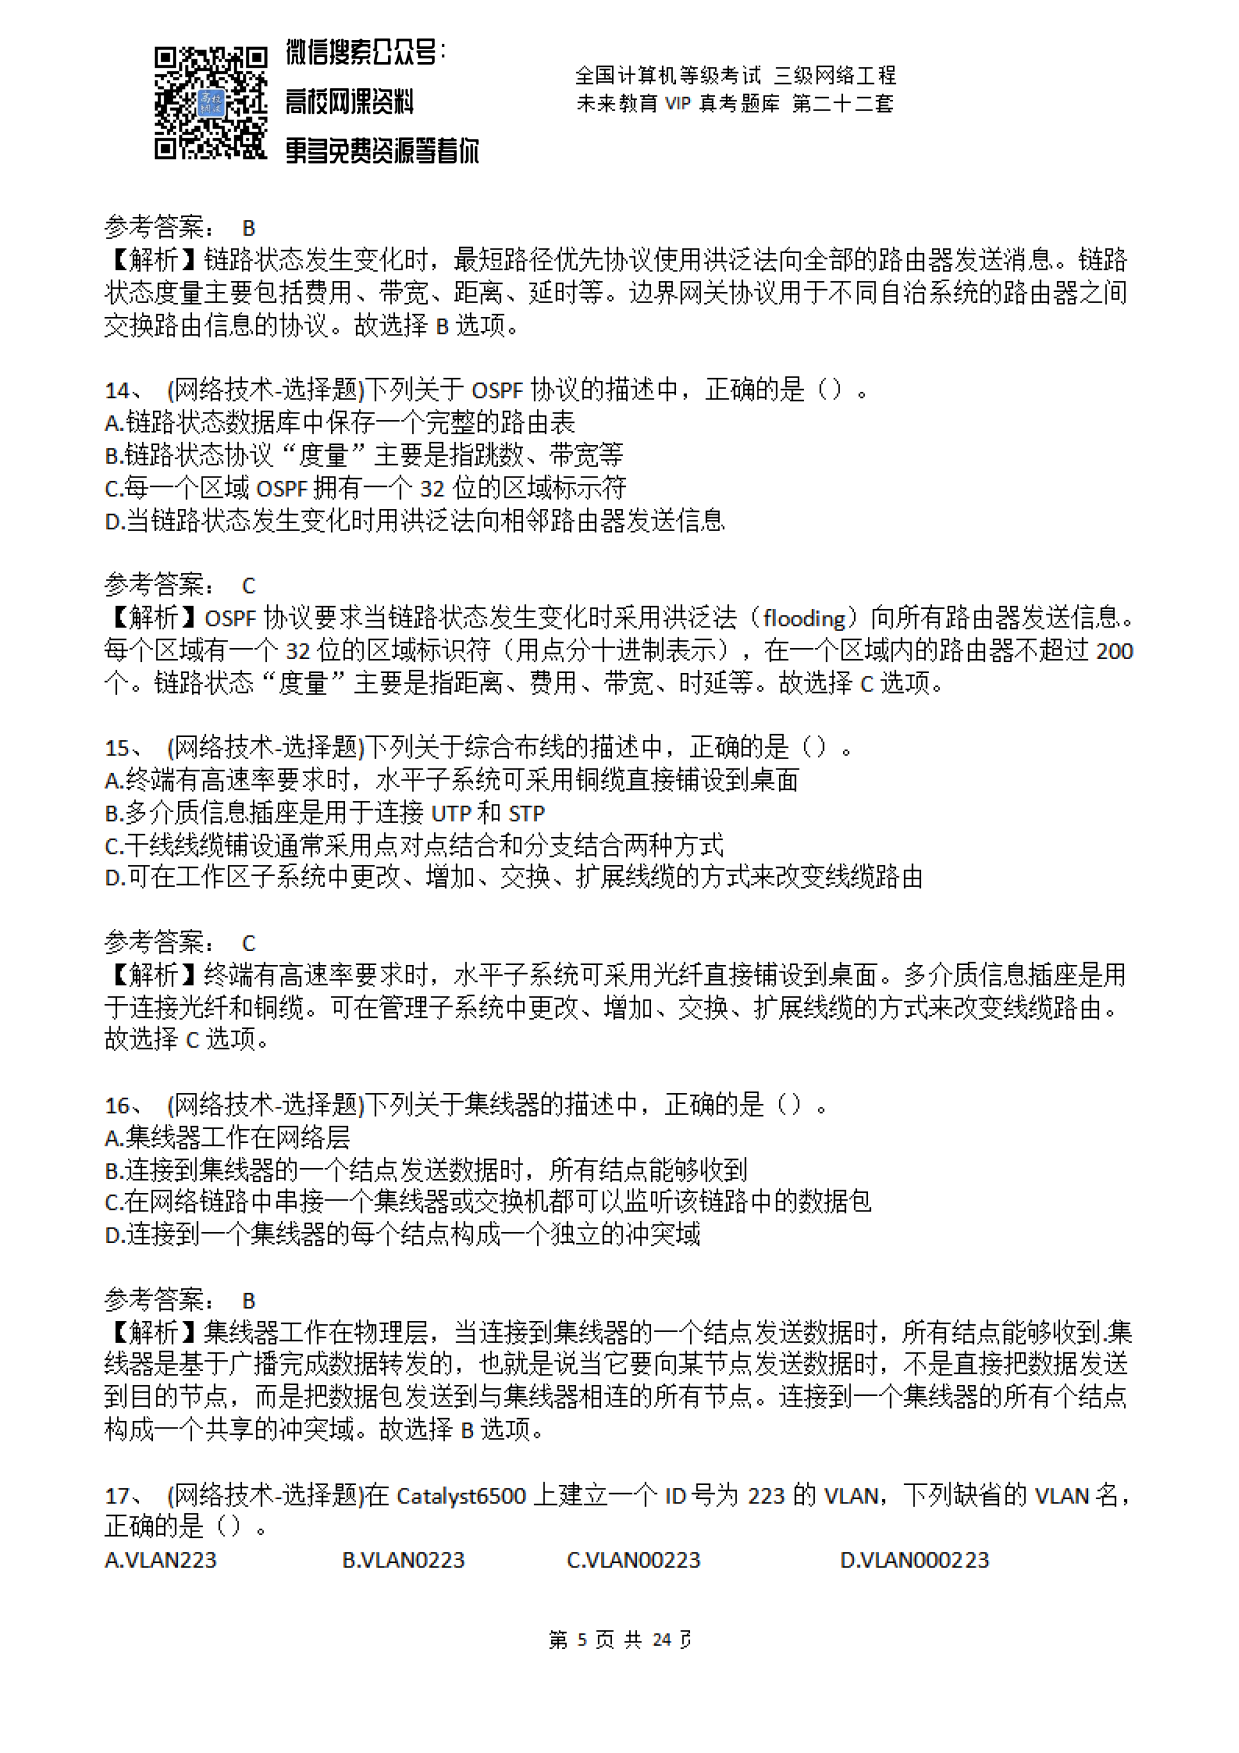 微信搜索公众号：
高校网课资料
更多免费资源等着你
全国计算机等级考试 三级网络工程
未来教育 VIP 真考题库 第二十二套
参考答案： B
【解析】链路状态发生变化时，最短路径优先协议使用洪泛法向全部的路由器发送消息。链路
状态度量主要包括费用、带宽、距离、延时等。边界网关协议用于不同自治系统的路由器之间
交换路由信息的协议。故选择 B 选项。
14、 (网络技术-选择题)下列关于 OSPF 协议的描述中，正确的是（）。
A.链路状态数据库中保存一个完整的路由表
B.链路状态协议“度量”主要是指跳数、带宽等
C.每一个区域 OSPF 拥有一个 32 位的区域标示符
D.当链路状态发生变化时用洪泛法向相邻路由器发送信息
参考答案： C
【解析】OSPF 协议要求当链路状态发生变化时采用洪泛法（flooding）向所有路由器发送信息。
每个区域有一个 32 位的区域标识符（用点分十进制表示），在一个区域内的路由器不超过 200
个。链路状态“度量”主要是指距离、费用、带宽、时延等。故选择 C 选项。
15、 (网络技术-选择题)下列关于综合布线的描述中，正确的是（）。
A.终端有高速率要求时，水平子系统可采用铜缆直接铺设到桌面
B.多介质信息插座是用于连接 UTP 和 STP
C.干线线缆铺设通常采用点对点结合和分支结合两种方式
D.可在工作区子系统中更改、增加、交换、扩展线缆的方式来改变线缆路由
参考答案： C
【解析】终端有高速率要求时，水平子系统可采用光纤直接铺设到桌面。多介质信息插座是用
于连接光纤和铜缆。可在管理子系统中更改、增加、交换、扩展线缆的方式来改变线缆路由。
故选择 C 选项。
16、 (网络技术-选择题)下列关于集线器的描述中，正确的是（）。
A.集线器工作在网络层
B.连接到集线器的一个结点发送数据时，所有结点能够收到
C.在网络链路中串接一个集线器或交换机都可以监听该链路中的数据包
D.连接到一个集线器的每个结点构成一个独立的冲突域
参考答案： B
【解析】集线器工作在物理层，当连接到集线器的一个结点发送数据时，所有结点能够收到.集
线器是基于广播完成数据转发的，也就是说当它要向某节点发送数据时，不是直接把数据发送
到目的节点，而是把数据包发送到与集线器相连的所有节点。连接到一个集线器的所有个结点
构成一个共享的冲突域。故选择 B 选项。
17、 (网络技术-选择题)在 Catalyst6500 上建立一个 ID 号为 223 的 VLAN，下列缺省的 VLAN 名，
正确的是（）。
A.VLAN223 B.VLAN0223 C.VLAN00223 D.VLAN000223
第 5 页 共 24 页